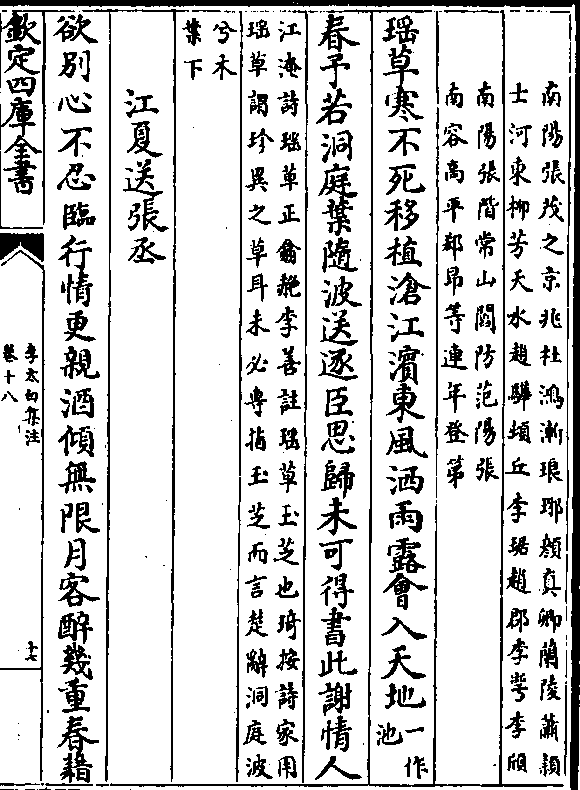 南陽張茂之京兆杜鴻漸琅琊顔真卿蘭陵蕭穎
士河東柳芳天水趙驊頓丘李琚趙郡李崿李頎
南陽張階常山閻防范陽張
南容高平郄昂等連年登第
瑶草寒不死移植滄江濱東風洒雨露會入天地
一作
池
春予若洞庭葉隨波送逐臣思歸未可得書此謝情人
江淹詩瑶草正翕赩李善註瑶草玉芝也琦按詩家用
瑶草謂珍異之草耳未必專指玉芝而言楚辭洞庭波
兮木
葉下
江夏送張丞
欲别心不忍臨行情更親酒傾無限月客醉幾重春藉
欽定四庫全書
李太白集注
卷十八
十七